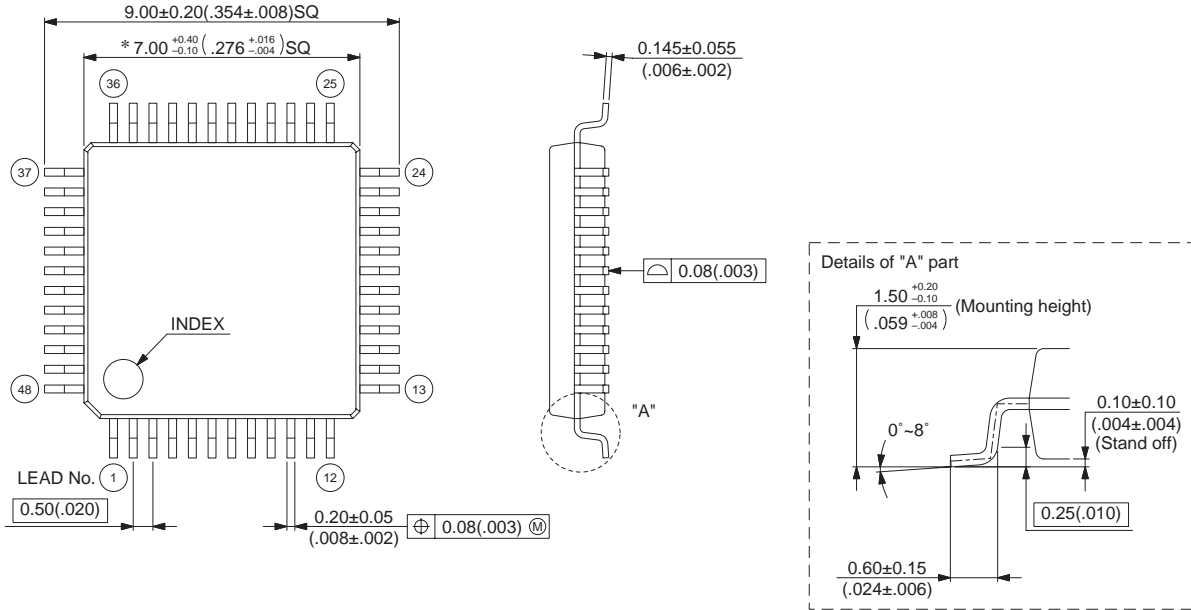 9.00±0.20(.354±.008)SQ
* 7.00 +0.40 –0.10 ( .276 +.016 –.004 )SQ
0.145±0.055
(.006±.002)
36
25
37
24
0.08(.003)
Details of "A" part
1.50 +0.20 –0.10 (Mounting height)
( .059 +.008 –.004 )
INDEX
48
13
"A"
0˚~8˚
0.10±0.10
(.004±.004)
(Stand off)
LEAD No.
1
12
0.50(.020)
0.20±0.05
(.008±.002)
⌖ 0.08(.003) Ⓜ
0.25(.010)
0.60±0.15
(.024±.006)